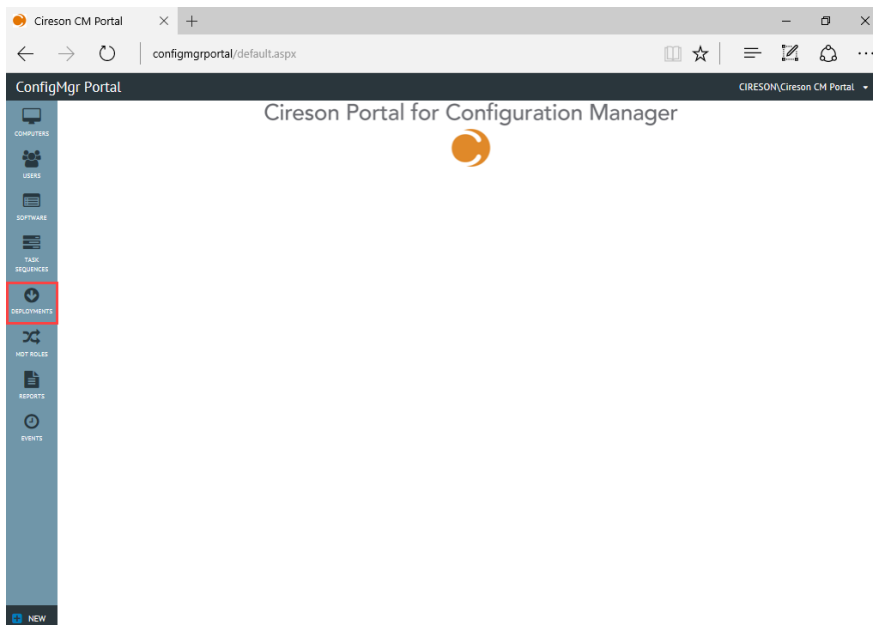 Cireson CM Portal
configmgrportal/default.aspx
ConfigMgr Portal
CIRESON\Cireson CM Portal
Cireson Portal for Configuration Manager
COMPUTERS
USERS
SOFTWARE
TASK
SEQUENCES
DEPLOYMENTS
MDT ROLES
REPORTS
EVENTS
NEW